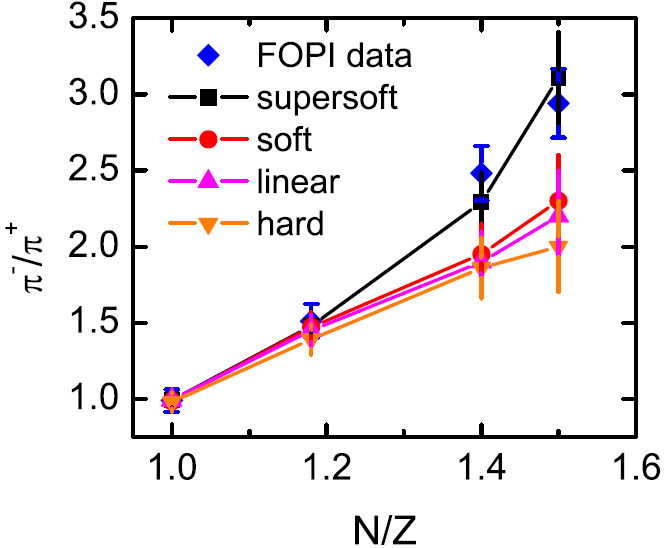 3.5
3.0
2.5
2.0
1.5
1.0
π⁻/π⁺
FOPI data
supersoft
soft
linear
hard
1.0 1.2 1.4 1.6
N/Z